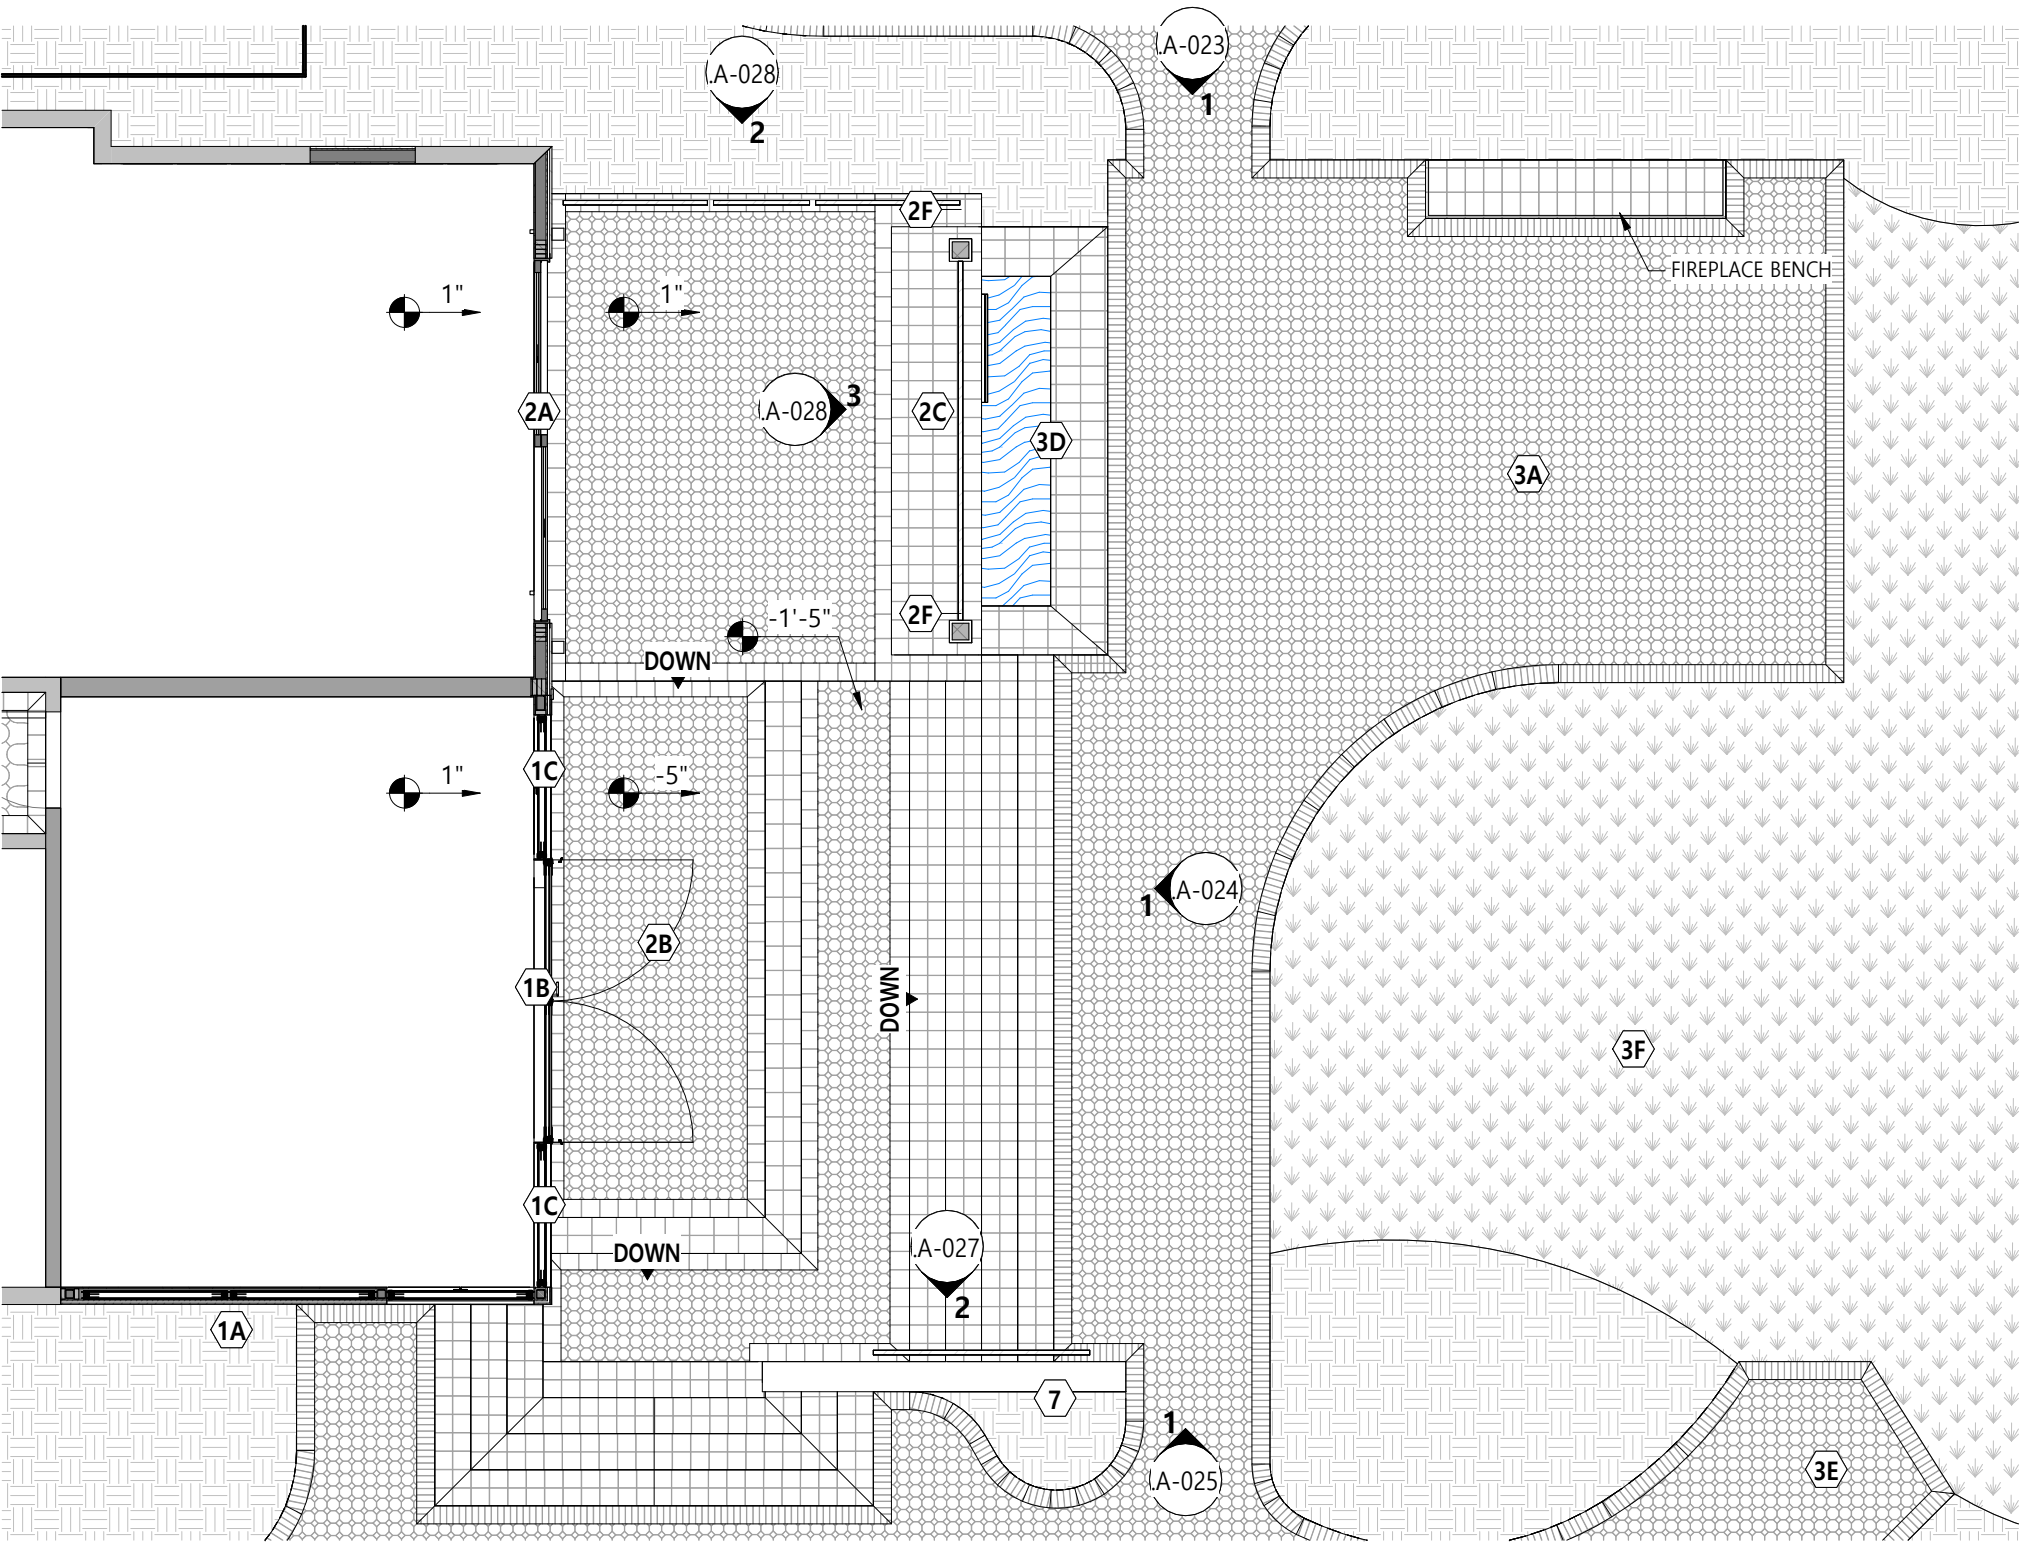 .A-023
1
.A-028
2
2F
FIREPLACE BENCH
1"
1"
.A-028
3
2A
2C
3D
3A
2F
-1'-5"
DOWN
1C
1"
-5"
1
.A-024
2B
1B
DOWN
3F
1C
DOWN
.A-027
2
1A
7
1
.A-025
3E